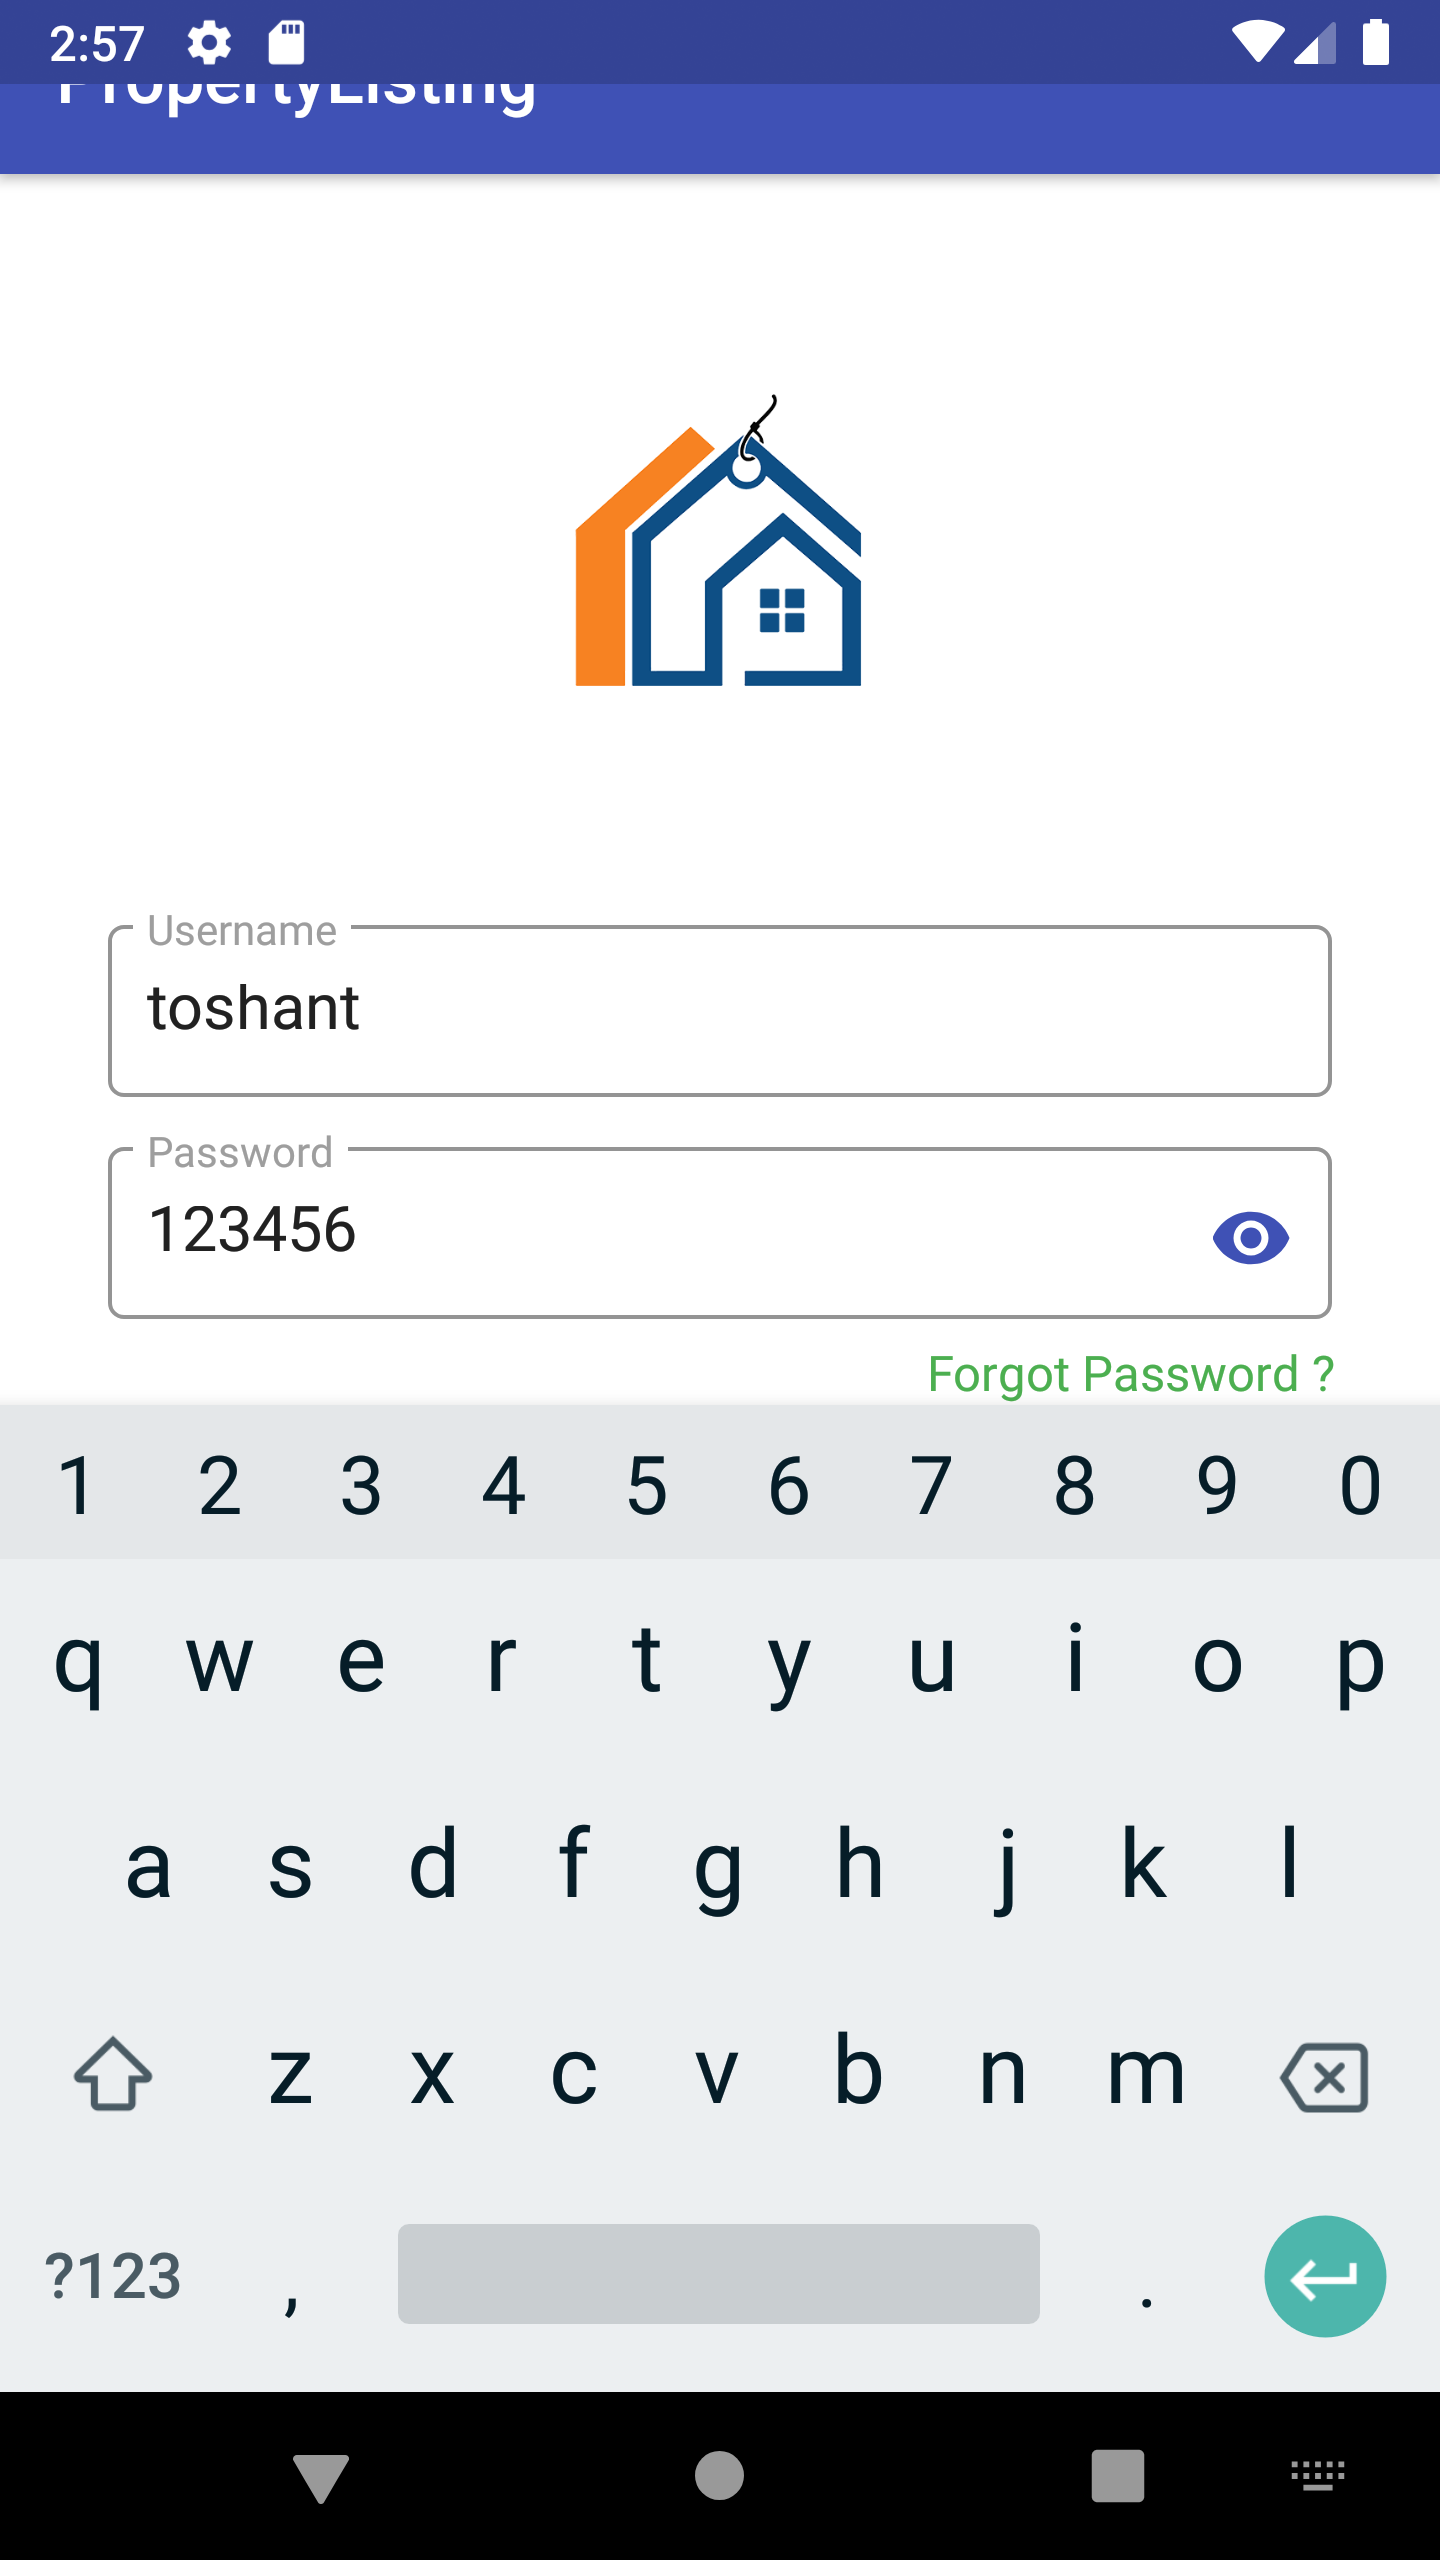 2:57
PropertyListing
Username
toshant
Password
123456
Forgot Password ?
1 2 3 4 5 6 7 8 9 0
q w e r t y u i o p
a s d f g h j k l
z x c v b n m
?123 , .